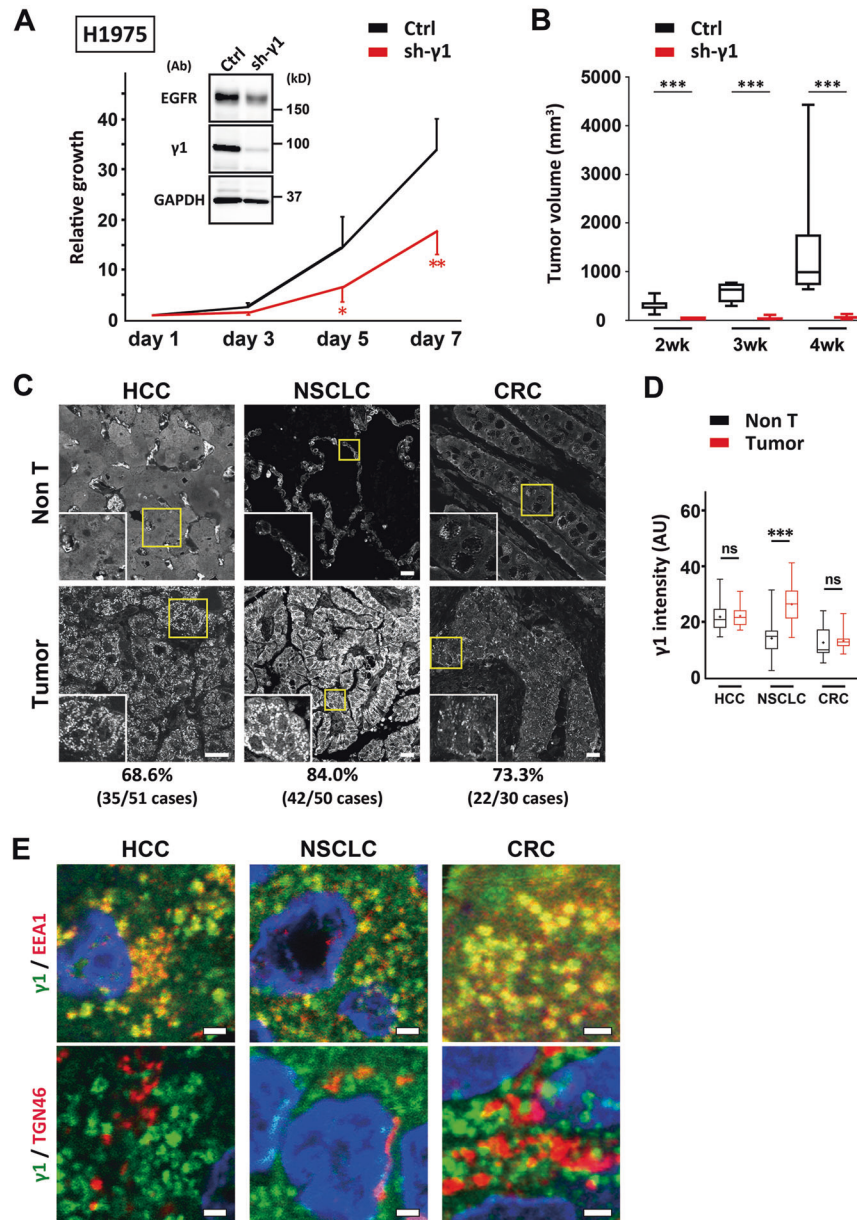 A
H1975
Ctrl
sh-γ1
(Ab)
Ctrl
sh-γ1
(kD)
EGFR
150
γ1
100
GAPDH
37
Relative growth
40
30
20
10
0
*
**
day 1
day 3
day 5
day 7
B
Ctrl
sh-γ1
Tumor volume (mm³)
5000
4000
3000
2000
1000
0
***
***
***
2wk
3wk
4wk
C
HCC
NSCLC
CRC
Non T
Tumor
68.6%
84.0%
73.3%
(35/51 cases)
(42/50 cases)
(22/30 cases)
D
Non T
Tumor
γ1 intensity (AU)
60
40
20
0
ns
***
ns
HCC
NSCLC
CRC
E
HCC
NSCLC
CRC
γ1 / EEA1
γ1 / TGN46